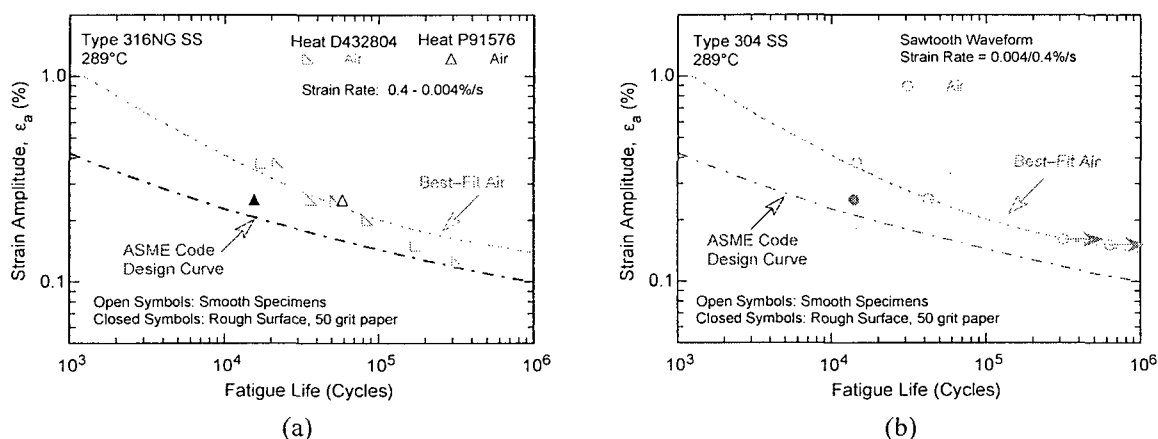 Type 316NG SS
289°C
Heat D432804 Heat P91576
Air Air
Strain Rate: 0.4 - 0.004%/s
Best–Fit Air
ASME Code
Design Curve
Open Symbols: Smooth Specimens
Closed Symbols: Rough Surface, 50 grit paper
Strain Amplitude, εa (%)
1.0
0.1
10³ 10⁴ 10⁵ 10⁶
Fatigue Life (Cycles)
(a)
Type 304 SS
289°C
Sawtooth Waveform
Strain Rate = 0.004/0.4%/s
Air
Best–Fit Air
ASME Code
Design Curve
Open Symbols: Smooth Specimens
Closed Symbols: Rough Surface, 50 grit paper
Strain Amplitude, εa (%)
1.0
0.1
10³ 10⁴ 10⁵ 10⁶
Fatigue Life (Cycles)
(b)